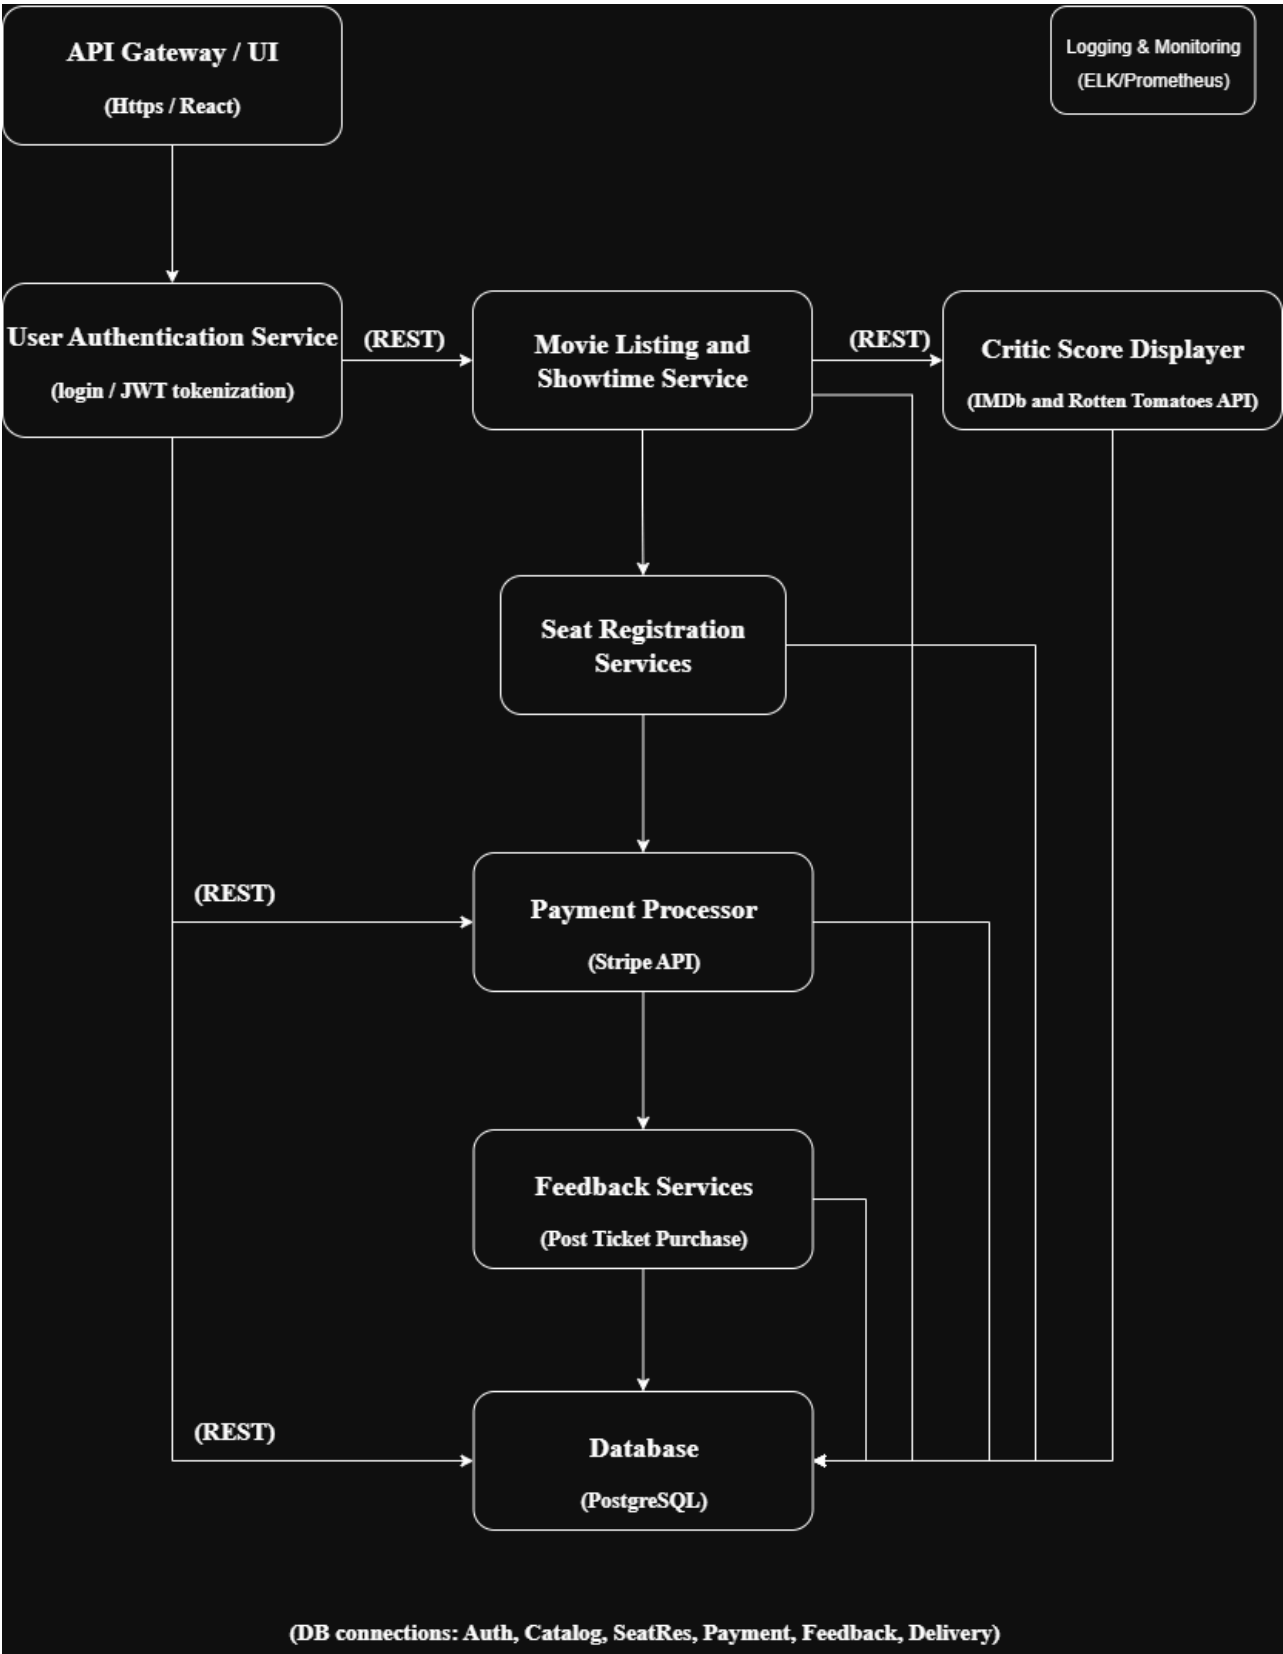 API Gateway / UI
(Https / React)
Logging & Monitoring
(ELK/Prometheus)
User Authentication Service
(login / JWT tokenization)
(REST)
Movie Listing and
Showtime Service
(REST)
Critic Score Displayer
(IMDb and Rotten Tomatoes API)
Seat Registration
Services
(REST)
Payment Processor
(Stripe API)
Feedback Services
(Post Ticket Purchase)
(REST)
Database
(PostgreSQL)
(DB connections: Auth, Catalog, SeatRes, Payment, Feedback, Delivery)